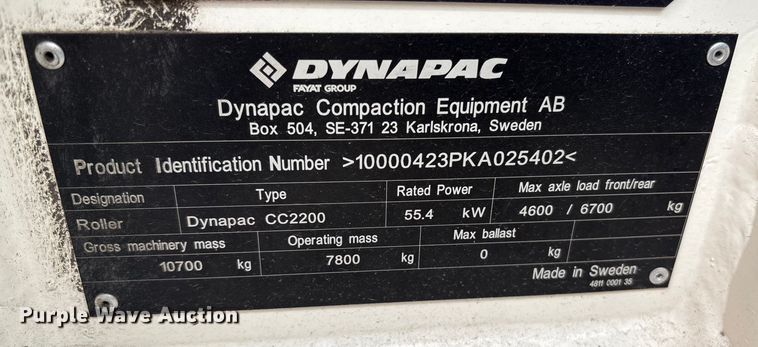 DYNAPAC
FAYAT GROUP
Dynapac Compaction Equipment AB
Box 504, SE-371 23 Karlskrona, Sweden
Product Identification Number >10000423PKA025402<
Designation Type Rated Power Max axle load front/rear
Roller Dynapac CC2200 55.4 kW 4600 / 6700 kg
Gross machinery mass Operating mass Max ballast
10700 kg 7800 kg 0 kg
Made in Sweden
4811 0001 35
Purple Wave Auction